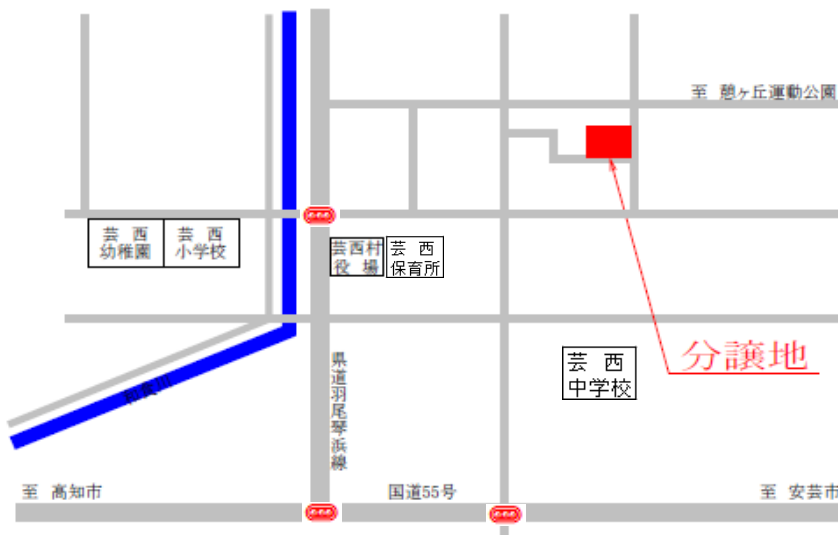 至 憩ヶ丘運動公園
芸 西
幼稚園
芸 西
小学校
芸西村
役 場
芸 西
保育所
分譲地
芸 西
中学校
県道羽尾琴浜線
至 高知市
国道55号
至 安芸市